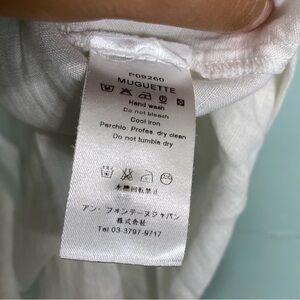 P09260
MUGUETTE
Hand wash
Do not bleach
Cool iron
Perchlo. Profes. dry clean
Do not tumble dry
アン・フォンテーヌジャパン
株式会社
Tel 03-3797-9717